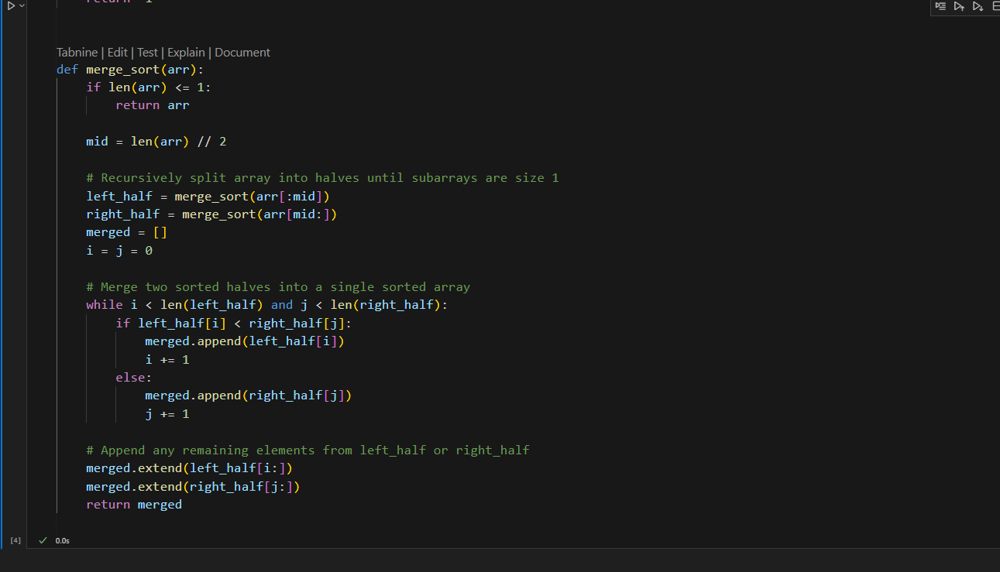 Tabnine | Edit | Test | Explain | Document
def merge_sort(arr):
    if len(arr) <= 1:
        return arr

    mid = len(arr) // 2

    # Recursively split array into halves until subarrays are size 1
    left_half = merge_sort(arr[:mid])
    right_half = merge_sort(arr[mid:])
    merged = []
    i = j = 0

    # Merge two sorted halves into a single sorted array
    while i < len(left_half) and j < len(right_half):
        if left_half[i] < right_half[j]:
            merged.append(left_half[i])
            i += 1
        else:
            merged.append(right_half[j])
            j += 1

    # Append any remaining elements from left_half or right_half
    merged.extend(left_half[i:])
    merged.extend(right_half[j:])
    return merged
[4] ✓ 0.0s